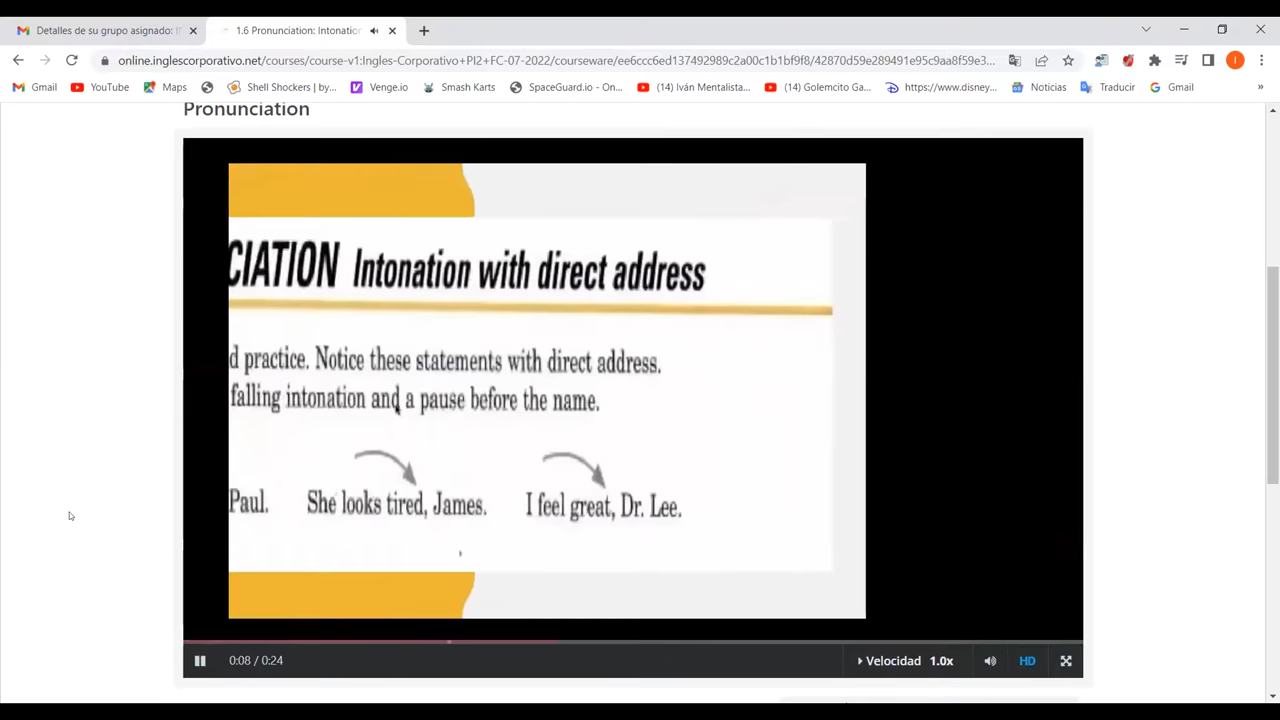 Detalles de su grupo asignado: I
1.6 Pronunciation: Intonation
online.inglescorporativo.net/courses/course-v1:Ingles-Corporativo+PIC-FC-07-2022/courseware/ee6ccc6ed137492989c2a00c1b1bf9f8/42f70d59e289491e95c9aa8f59e3...
I
Gmail
YouTube
Maps
Shell Shockers | by...
Venge.io
Smash Karts
SpaceGuard.io - On...
(14) Iván Mentalista...
(14) Golemcito Ga...
https://www.disney...
Noticias
Traducir
Gmail
»
Pronunciation
CIATION Intonation with direct address
d practice. Notice these statements with direct address.
falling intonation and a pause before the name.
Paul. She looks tired, James. I feel great, Dr. Lee.
0:08 / 0:24
Velocidad 1.0x
HD